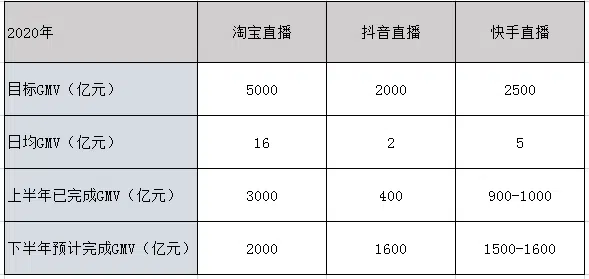 2020年 淘宝直播 抖音直播 快手直播
目标GMV（亿元） 5000 2000 2500
日均GMV（亿元） 16 2 5
上半年已完成GMV（亿元） 3000 400 900-1000
下半年预计完成GMV（亿元） 2000 1600 1500-1600